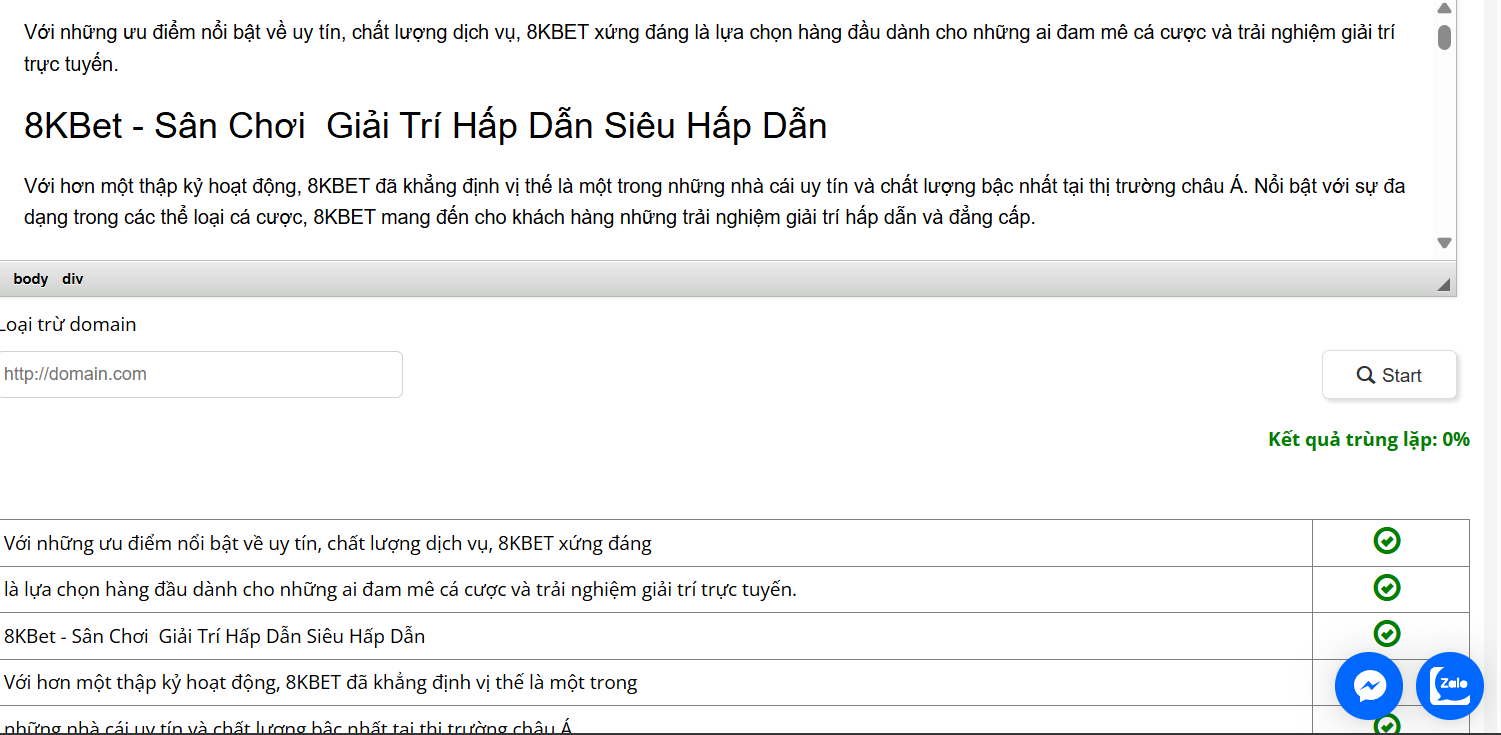 Với những ưu điểm nổi bật về uy tín, chất lượng dịch vụ, 8KBET xứng đáng là lựa chọn hàng đầu dành cho những ai đam mê cá cược và trải nghiệm giải trí
trực tuyến.
8KBet - Sân Chơi  Giải Trí Hấp Dẫn Siêu Hấp Dẫn
Với hơn một thập kỷ hoạt động, 8KBET đã khẳng định vị thế là một trong những nhà cái uy tín và chất lượng bậc nhất tại thị trường châu Á. Nổi bật với sự đa
dạng trong các thể loại cá cược, 8KBET mang đến cho khách hàng những trải nghiệm giải trí hấp dẫn và đẳng cấp.
body div
Loại trừ domain
http://domain.com
Start
Kết quả trùng lặp: 0%
Với những ưu điểm nổi bật về uy tín, chất lượng dịch vụ, 8KBET xứng đáng
là lựa chọn hàng đầu dành cho những ai đam mê cá cược và trải nghiệm giải trí trực tuyến.
8KBet - Sân Chơi  Giải Trí Hấp Dẫn Siêu Hấp Dẫn
Với hơn một thập kỷ hoạt động, 8KBET đã khẳng định vị thế là một trong
Zalo
những nhà cái uy tín và chất lượng bậc nhất tại thị trường châu Á